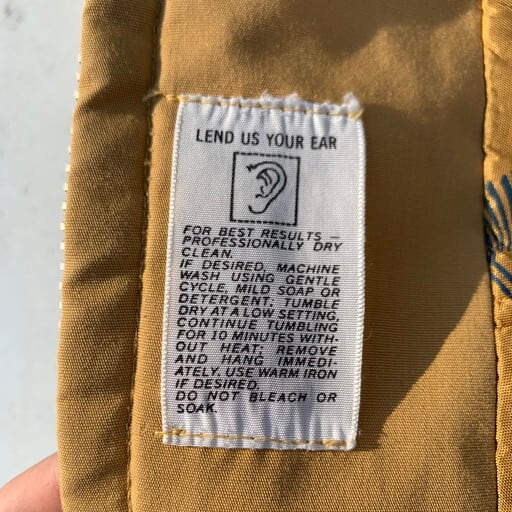 LEND US YOUR EAR
FOR BEST RESULTS –
PROFESSIONALLY DRY
CLEAN.
IF DESIRED, MACHINE
WASH USING GENTLE
CYCLE, MILD SOAP OR
DETERGENT; TUMBLE
DRY AT A LOW SETTING.
CONTINUE TUMBLING
FOR 10 MINUTES WITH-
OUT HEAT; REMOVE
AND HANG IMMEDI-
ATELY. USE WARM IRON
IF DESIRED.
DO NOT BLEACH OR
SOAK.